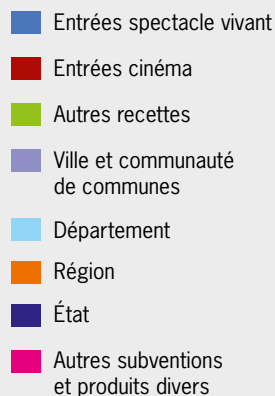 Entrées spectacle vivant
Entrées cinéma
Autres recettes
Ville et communauté
de communes
Département
Région
État
Autres subventions
et produits divers